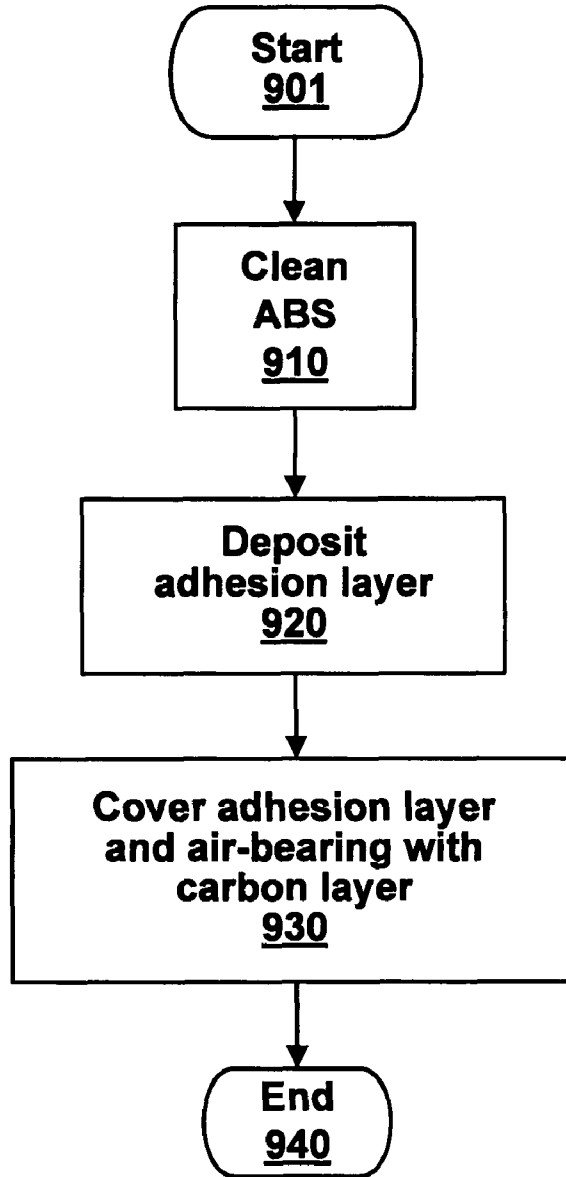 Start
901
Clean
ABS
910
Deposit
adhesion layer
920
Cover adhesion layer
and air-bearing with
carbon layer
930
End
940